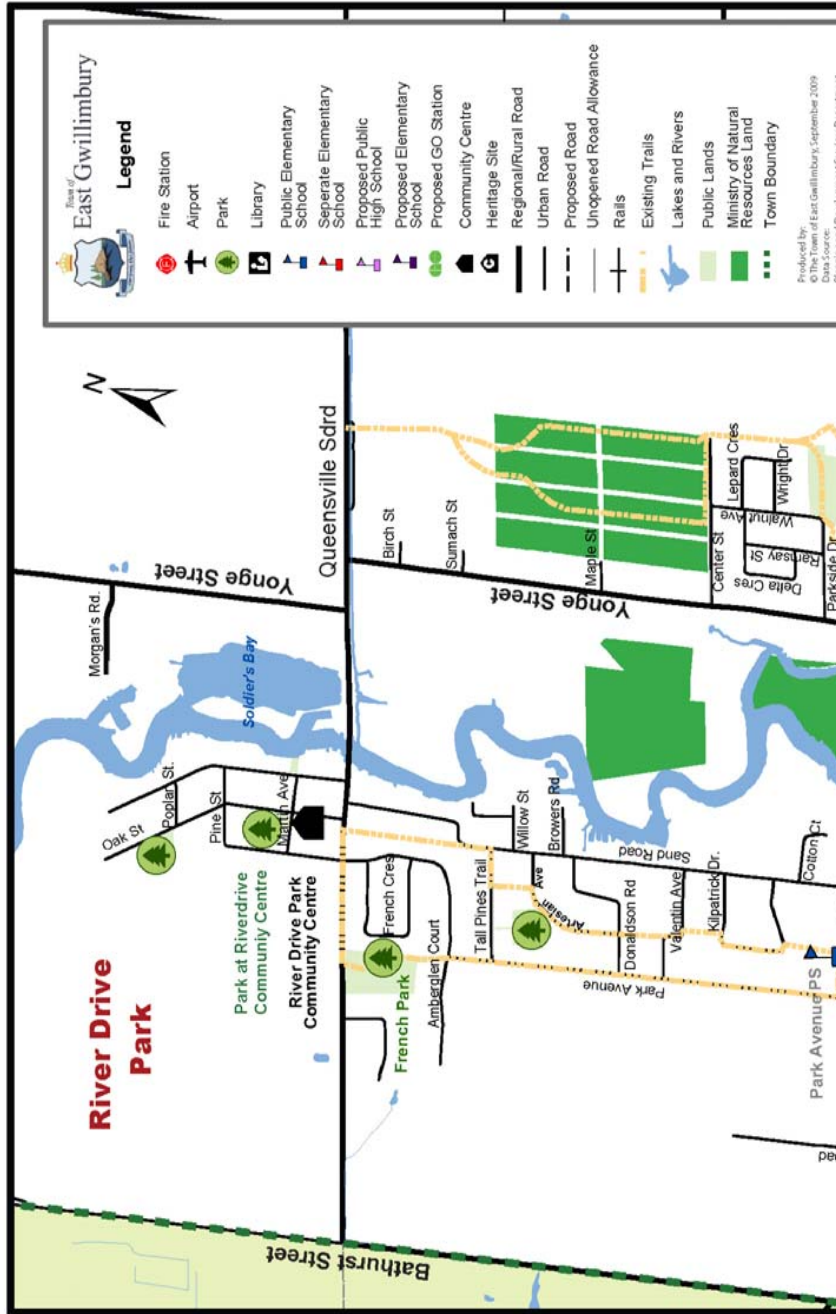 River Drive
Park
Oak St
Poplar St.
Pine St
Martin Ave
Park at Riverdrive
Communty Centre
River Drive Park
Community Centre
French Cres
French Park
Amberglen Court
Tall Pines Trail
Willow St
Browers Rd
Artesian
Ave
Donaldson Rd
Sand Road
Valentin Ave
Kilpatrick Dr.
Cotton Ct
Park Avenue
Park Avenue PS
Bathurst Street
Morgan's Rd.
Soldier's Bay
Yonge Street
Queensville Sdrd
N
Birch St
Sumach St
Maple St
Yonge Street
Center St
Delta Cres
Ramsay St
Walnut Ave
Lepard Cres
Wright Dr
Parkside Dr
Town of
East Gwillimbury
Legend
Fire Station
Airport
Park
Library
Public Elementary
School
Seperate Elementary
School
Proposed Public
High School
Proposed Elementary
School
Proposed GO Station
Community Centre
Heritage Site
Regional/Rural Road
Urban Road
Proposed Road
Unopened Road Allowance
Rails
Existing Trails
Lakes and Rivers
Public Lands
Ministry of Natural
Resources Land
Town Boundary
Produced by:
© The Town of East Gwillimbury, September 2009
Data Source: